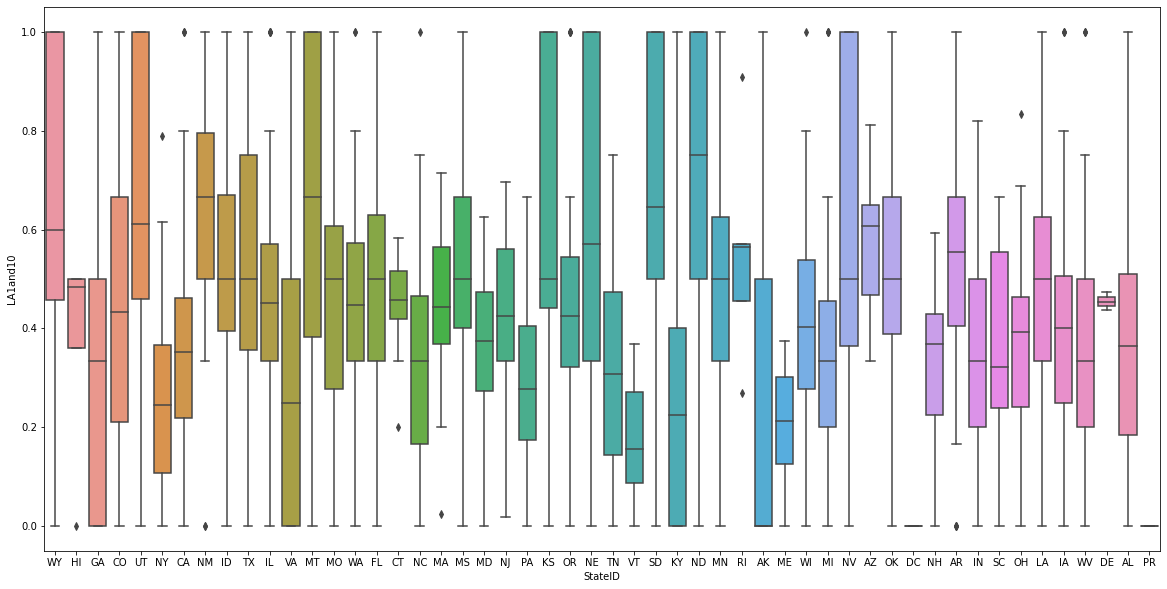 1.0
0.8
0.6
0.4
0.2
0.0
LA1and10
WY HI GA CO UT NY CA NM ID TX IL VA MT MO WA FL CT NC MA MS MD NJ PA KS OR NE TN VT SD KY ND MN RI AK ME WI MI NV AZ OK DC NH AR IN SC OH LA IA WV DE AL PR
StateID